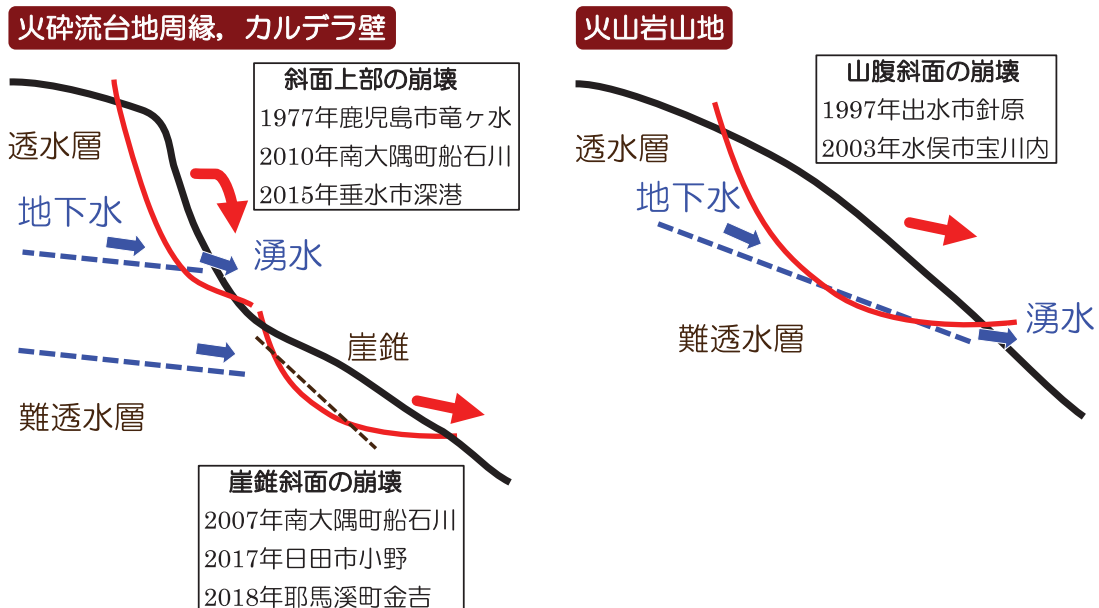 火砕流台地周縁，カルデラ壁
斜面上部の崩壊
1977年鹿児島市竜ヶ水
2010年南大隅町船石川
2015年垂水市深港
透水層
地下水
湧水
崖錐
難透水層
崖錐斜面の崩壊
2007年南大隅町船石川
2017年日田市小野
2018年耶馬溪町金吉
火山岩山地
山腹斜面の崩壊
1997年出水市針原
2003年水俣市宝川内
透水層
地下水
湧水
難透水層